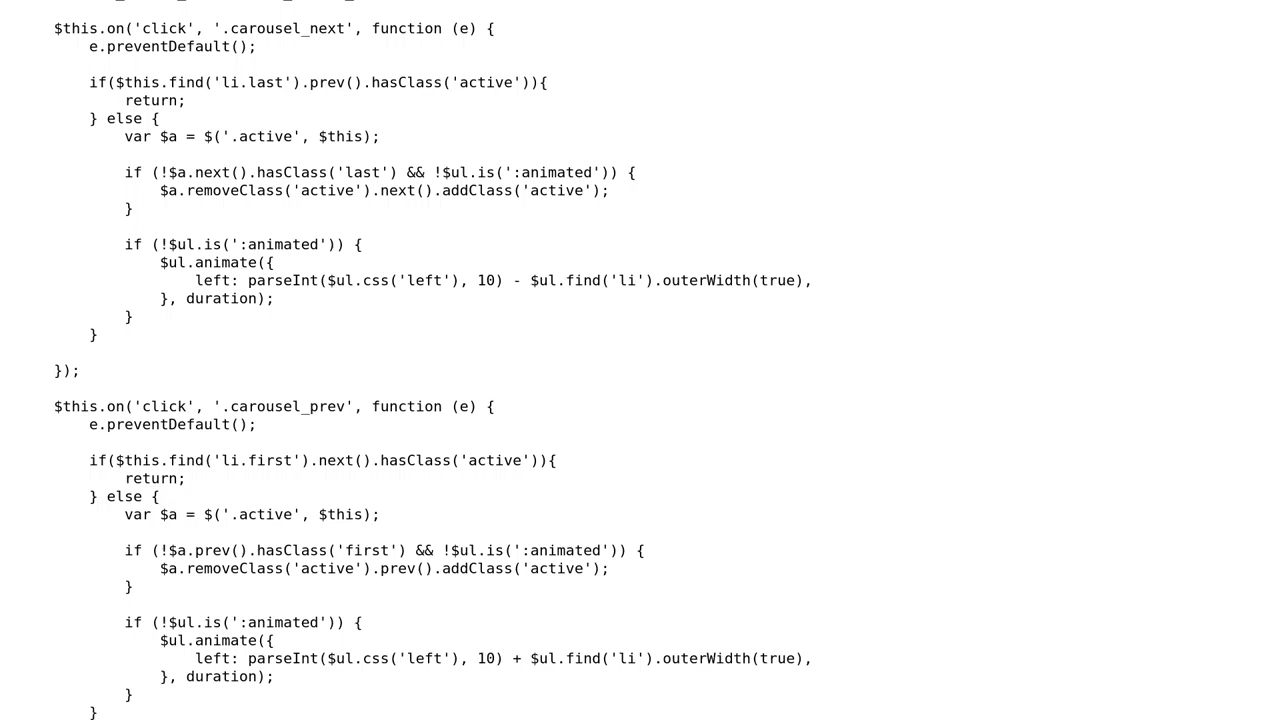 $this.on('click', '.carousel_next', function (e) {
    e.preventDefault();

    if($this.find('li.last').prev().hasClass('active')){
        return;
    } else {
        var $a = $('.active', $this);

        if (!$a.next().hasClass('last') && !$ul.is(':animated')) {
            $a.removeClass('active').next().addClass('active');
        }

        if (!$ul.is(':animated')) {
            $ul.animate({
                left: parseInt($ul.css('left'), 10) - $ul.find('li').outerWidth(true),
            }, duration);
        }
    }

});

$this.on('click', '.carousel_prev', function (e) {
    e.preventDefault();

    if($this.find('li.first').next().hasClass('active')){
        return;
    } else {
        var $a = $('.active', $this);

        if (!$a.prev().hasClass('first') && !$ul.is(':animated')) {
            $a.removeClass('active').prev().addClass('active');
        }

        if (!$ul.is(':animated')) {
            $ul.animate({
                left: parseInt($ul.css('left'), 10) + $ul.find('li').outerWidth(true),
            }, duration);
        }
    }